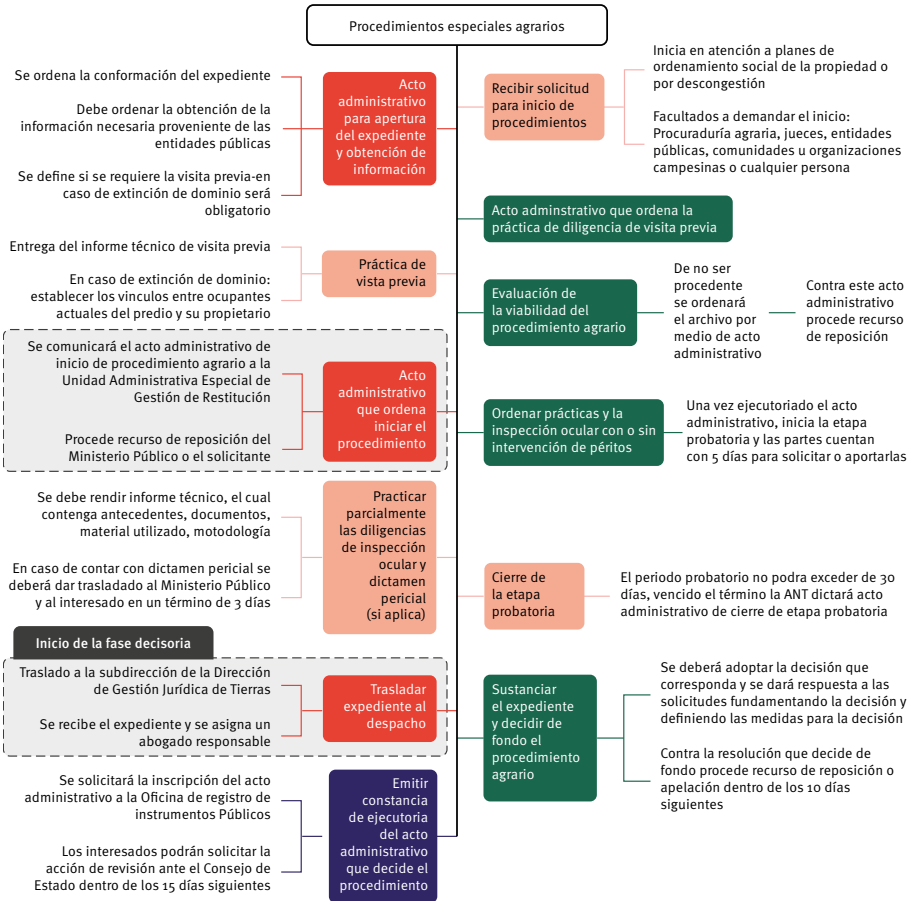 Procedimientos especiales agrarios
Se ordena la conformación del expediente
Debe ordenar la obtención de la
información necesaria proveniente de las
entidades públicas
Se define si se requiere la visita previa-en
caso de extinción de dominio será
obligatorio
Acto
administrativo
para apertura
del expediente
y obtención de
información
Recibir solicitud
para inicio de
procedimientos
Inicia en atención a planes de
ordenamiento social de la propiedad o
por descongestión
Facultados a demandar el inicio:
Procuraduría agraria, jueces, entidades
públicas, comunidades u organizaciones
campesinas o cualquier persona
Acto adminstrativo que ordena la
práctica de diligencia de visita previa
Entrega del informe técnico de visita previa
En caso de extinción de dominio:
establecer los vinculos entre ocupantes
actuales del predio y su propietario
Práctica de
vista previa
Evaluación de
la viabilidad del
procedimiento agrario
De no ser
procedente
se ordenará
el archivo por
medio de acto
administrativo
Contra este acto
administrativo
procede recurso
de reposición
Se comunicará el acto administrativo de
inicio de procedimiento agrario a la
Unidad Administrativa Especial de
Gestión de Restitución
Procede recurso de reposición del
Ministerio Público o el solicitante
Acto
administrativo
que ordena
iniciar el
procedimiento
Ordenar prácticas y la
inspección ocular con o sin
intervención de péritos
Una vez ejecutoriado el acto
administrativo, inicia la etapa
probatoria y las partes cuentan
con 5 días para solicitar o aportarlas
Se debe rendir informe técnico, el cual
contenga antecedentes, documentos,
material utilizado, motodología
En caso de contar con dictamen pericial se
deberá dar trasladado al Ministerio Público
y al interesado en un término de 3 días
Practicar
parcialmente
las diligencias
de inspección
ocular y
dictamen
pericial
(si aplica)
Cierre de
la etapa
probatoria
El periodo probatorio no podra exceder de 30
días, vencido el término la ANT dictará acto
administrativo de cierre de etapa probatoria
Inicio de la fase decisoria
Traslado a la subdirección de la Dirección
de Gestión Jurídica de Tierras
Se recibe el expediente y se asigna un
abogado responsable
Trasladar
expediente al
despacho
Sustanciar
el expediente
y decidir de
fondo el
procedimiento
agrario
Se deberá adoptar la decisión que
corresponda y se dará respuesta a las
solicitudes fundamentando la decisión y
definiendo las medidas para la decisión
Contra la resolución que decide de
fondo procede recurso de reposición o
apelación dentro de los 10 días
siguientes
Se solicitará la inscripción del acto
administrativo a la Oficina de registro de
instrumentos Públicos
Los interesados podrán solicitar la
acción de revisión ante el Consejo de
Estado dentro de los 15 días siguientes
Emitir
constancia
de ejecutoria
del acto
administrativo
que decide el
procedimiento